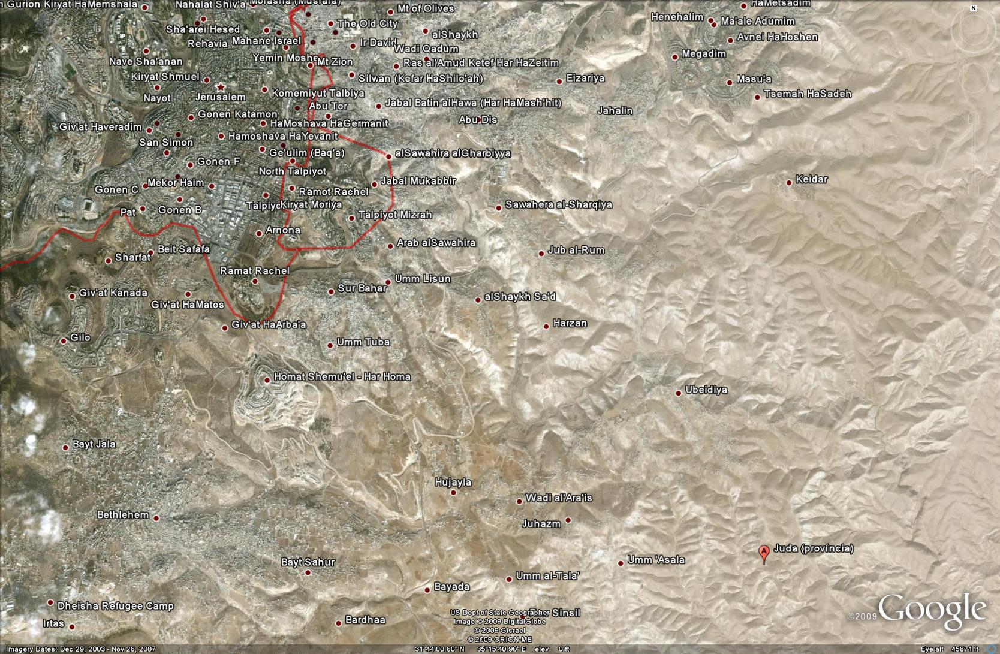 Gurion Kiryat HaMemshala
Nahalat Shiv'a
Morasha (Musrara)
Mt of Olives
HaMetsadim
Sha'arei Hesed
The Old City
Henehalim
Ma'ale Adumim
Rehavia
Mahane Israel
Ir David
alShaykh
Avnei HaHoshen
Wadi Qadum
Nave Sha'anan
Yemin Moshe
Mt Zion
Ras al'Amud Ketef Har HaZeitim
Megadim
Kiryat Shmuel
Silwan (Kefar HaShilo'ah)
Eizariya
Masu'a
Nayot
Jerusalem
Komemiyut Talbiya
Tsemah HaSadeh
Abu Tor
Jabal Batin alHawa (Har HaMash'hit)
Jahalin
Gonen Katamon
Abu Dis
Giv'at Haveradim
HaMoshava HaGermanit
Hamoshava HaYevanit
San Simon
Ge'ulim (Baq'a)
alSawahira alGharbiyya
Gonen F
North Talpiyot
Keidar
Mekor Haim
Jabal Mukabbir
Gonen C
Ramot Rachel
Talpiyo
Kiryat Moriya
Sawahera al-Sharqiya
Pat
Gonen B
Talpiyot Mizrah
Arnona
Arab alSawahira
Beit Safafa
Jub al-Rum
Sharfat
Ramat Rachel
Umm Lisun
Giv'at Kanada
Sur Bahar
alShaykh Sa'd
Giv'at HaMatos
Giv'at HaArba'a
Harzan
Gilo
Umm Tuba
Homat Shemu'el - Har Homa
Ubeidiya
Bayt Jala
Hujayla
Wadi al'Ara'is
Bethlehem
Juhazm
A
Juda (província)
Bayt Sahur
Umm 'Asala
Umm al-Tala'
Bayada
Dheisha Refugee Camp
Sinsil
Irtas
Bardhaa
US Dept of State Geographer
Image © 2009 DigitalGlobe
© 2009 Gisrael
© 2009 ORION-ME
©2009 Google
N
Imagery Dates: Dec 29, 2003 - Nov 26, 2007
31°44'00.60" N 35°15'40.90" E elev 0 ft
Eye alt 45871 ft